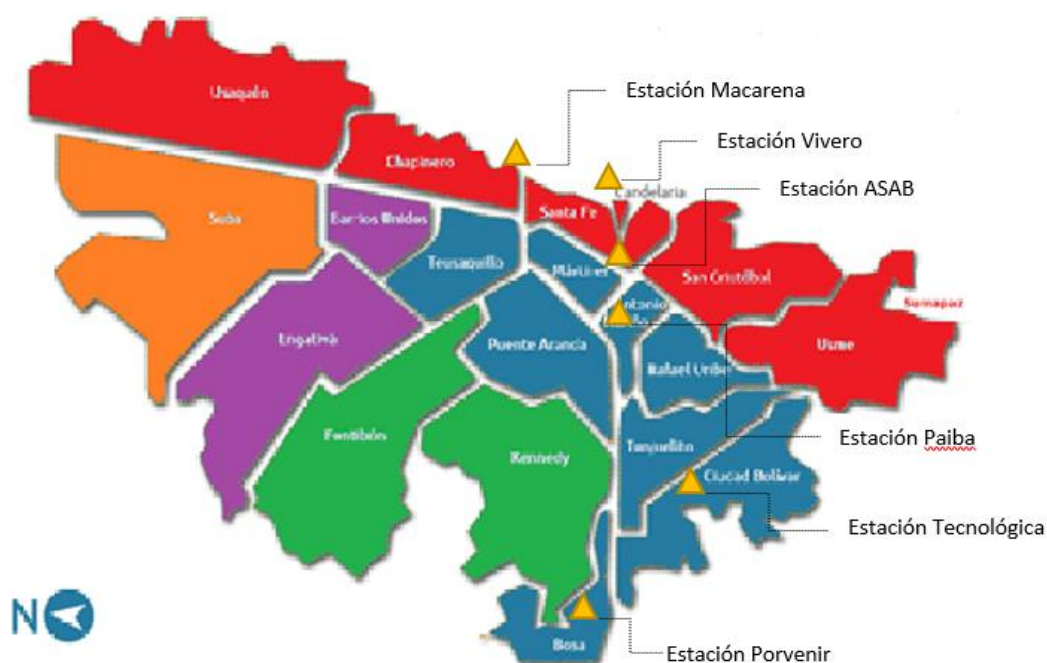 Usaquén
Estación Macarena
Estación Vivero
Chapinero
Candelaria
Estación ASAB
Santa Fe
Suba
Barrios Unidos
Teusaquillo
Mártires
San Cristóbal
Sumapaz
Antonio
Engativá
Puente Aranda
Rafael Uribe
Usme
Fontibón
Kennedy
Tunjuelito
Estación Paiba
Ciudad Bolívar
Estación Tecnológica
N
Bosa
Estación Porvenir